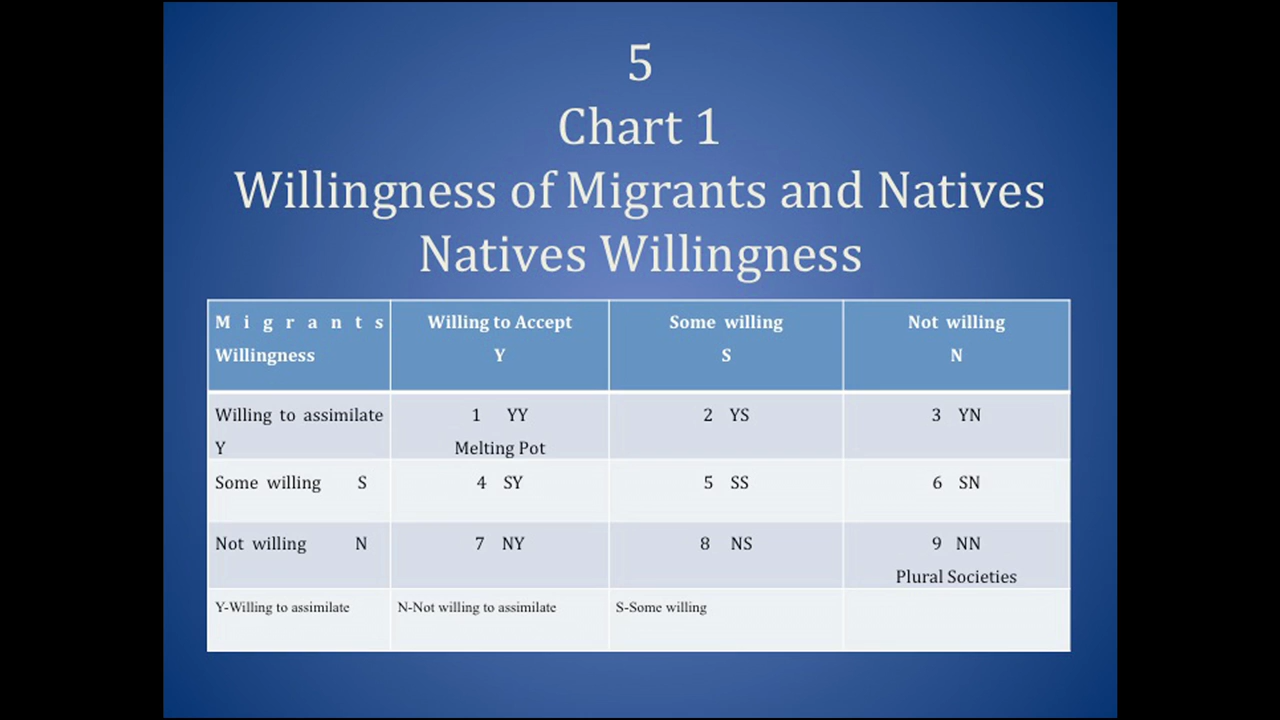 5
Chart 1
Willingness of Migrants and Natives
Natives Willingness
Migrants Willing to Accept Some willing Not willing
Willingness Y S N
Willing to assimilate 1 YY 2 YS 3 YN
Y Melting Pot
Some willing S 4 SY 5 SS 6 SN
Not willing N 7 NY 8 NS 9 NN
Plural Societies
Y-Willing to assimilate N-Not willing to assimilate S-Some willing